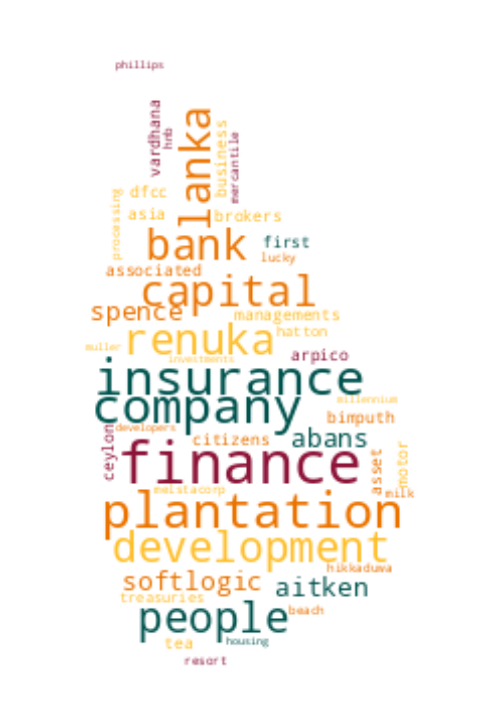 phillips
vardhana
hnb
lanka
business
mercantile
processing
dfcc
asia
brokers
bank
first
lucky
associated
capital
spence
managements
renuka
hatton
muller
investments
arpico
insurance
millennium
company
bimputh
developers
citizens
abans
ceylon
finance
asset
motor
meistacorp
milk
plantation
development
hikkaduwa
softlogic
aitken
treasuries
people
beach
tea
housing
resort